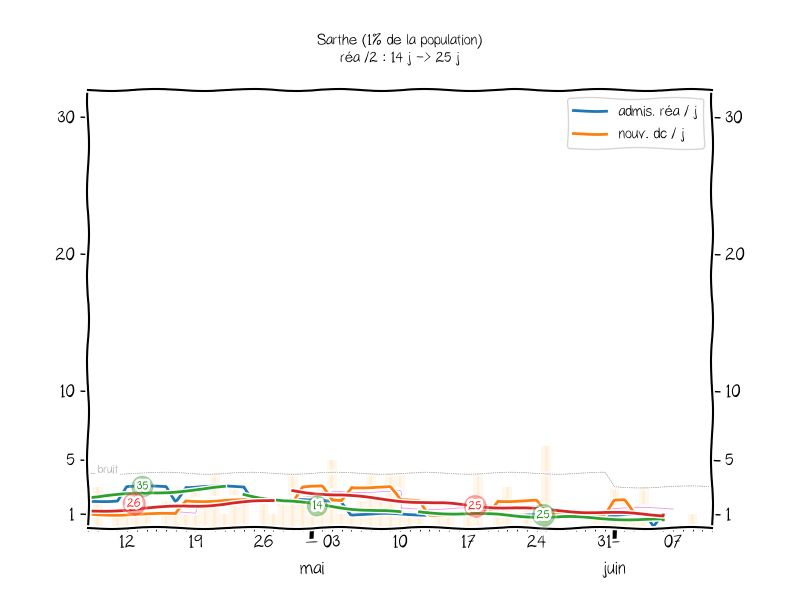 Sarthe (1% de la population)
réa /2 : 14 j -> 25 j
admis. réa / j
nouv. dc / j
30
30
20
20
10
10
5
5
1
1
bruit
35
26
14
25
25
12 19 26 03 10 17 24 31 07
mai juin